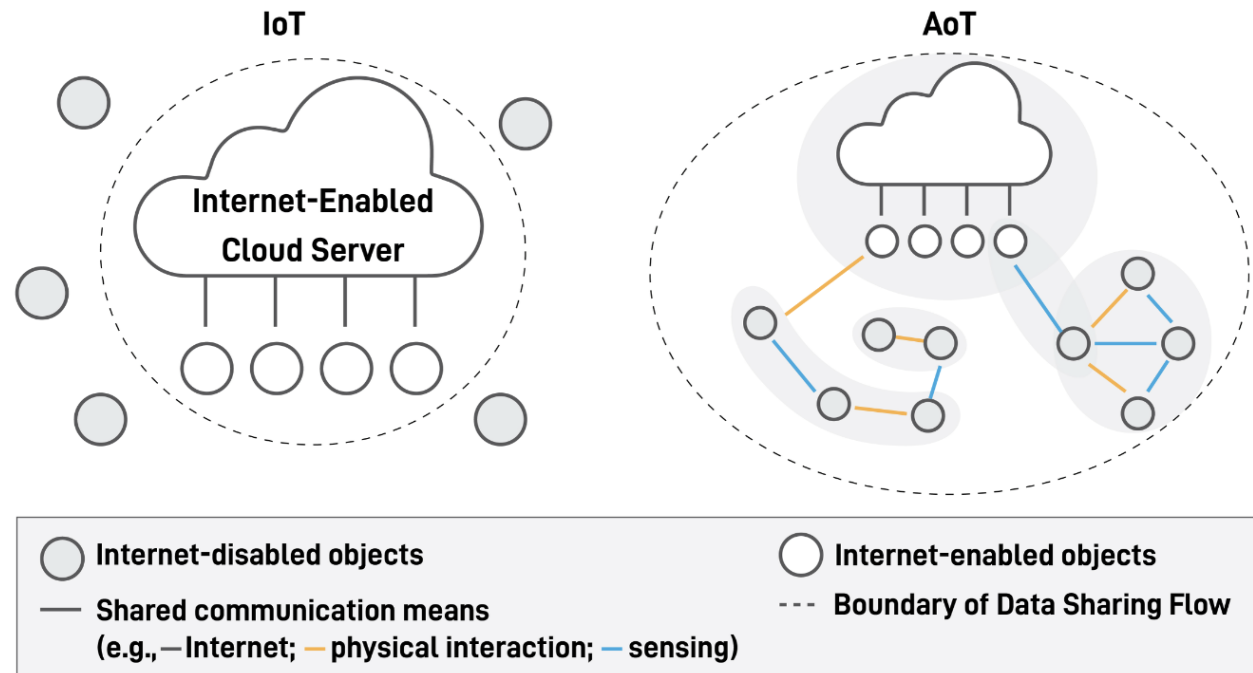 IoT
AoT
Internet-Enabled
Cloud Server
Internet-disabled objects
Internet-enabled objects
Shared communication means
Boundary of Data Sharing Flow
(e.g., Internet; physical interaction; sensing)